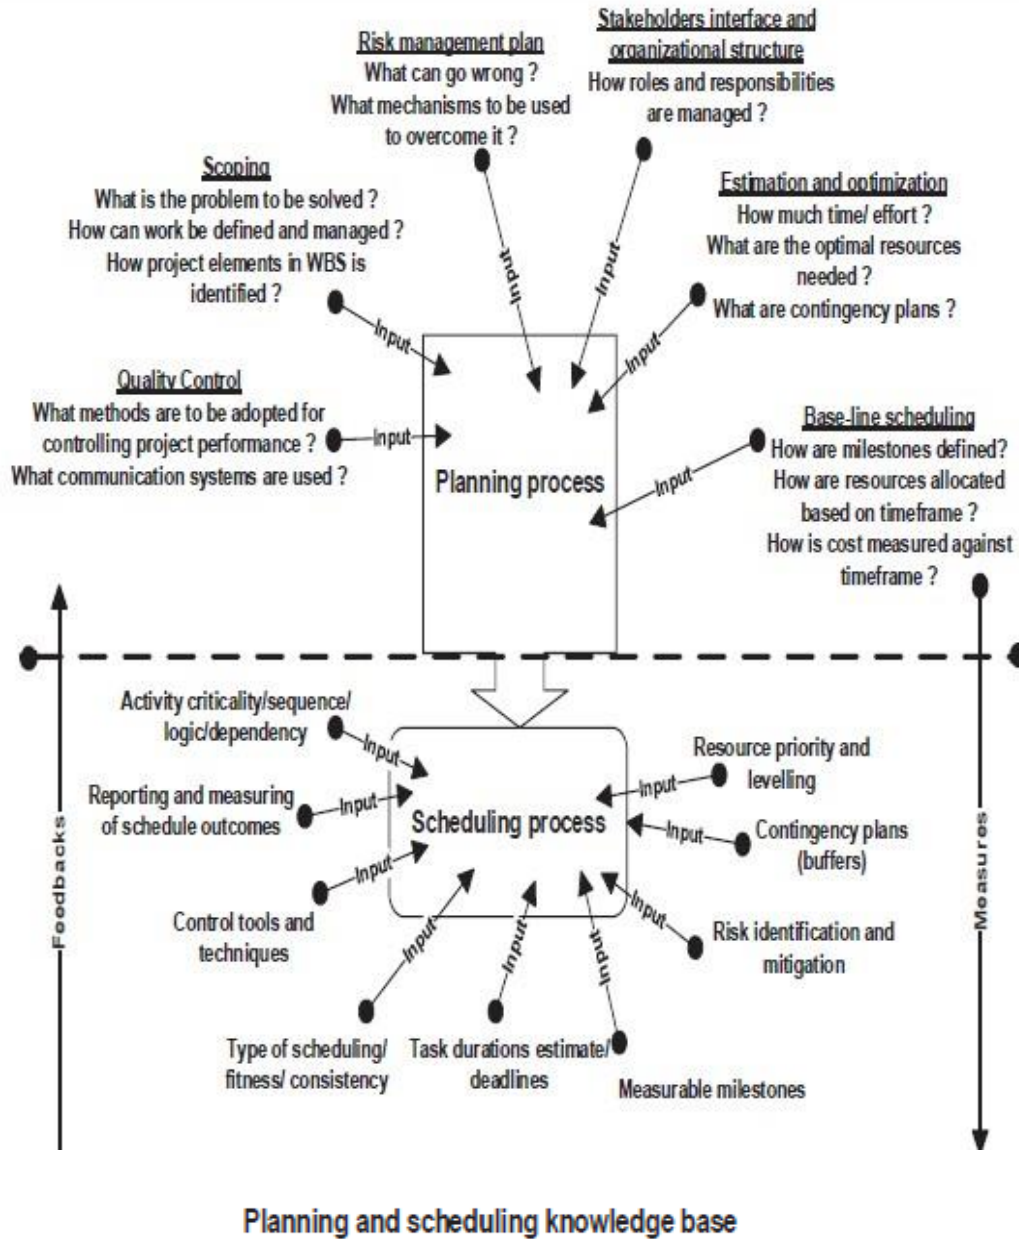 Risk management plan
What can go wrong ?
What mechanisms to be used
to overcome it ?
Stakeholders interface and
organizational structure
How roles and responsibilities
are managed ?
Scoping
What is the problem to be solved ?
How can work be defined and managed ?
How project elements in WBS is
identified ?
Estimation and optimization
How much time/ effort ?
What are the optimal resources
needed ?
What are contingency plans ?
Quality Control
What methods are to be adopted for
controlling project performance ?
What communication systems are used ?
Base-line scheduling
How are milestones defined?
How are resources allocated
based on timeframe ?
How is cost measured against
timeframe ?
Input
Input
Input
Input
Input
Input
Planning process
Feedbacks
Measures
Activity criticality/sequence/
logic/dependency
Reporting and measuring
of schedule outcomes
Control tools and
techniques
Type of scheduling/
fitness/ consistency
Task durations estimate/
deadlines
Measurable milestones
Risk identification and
mitigation
Contingency plans
(buffers)
Resource priority and
levelling
Input
Input
Input
Input
Input
Input
Input
Input
Input
Scheduling process
Planning and scheduling knowledge base